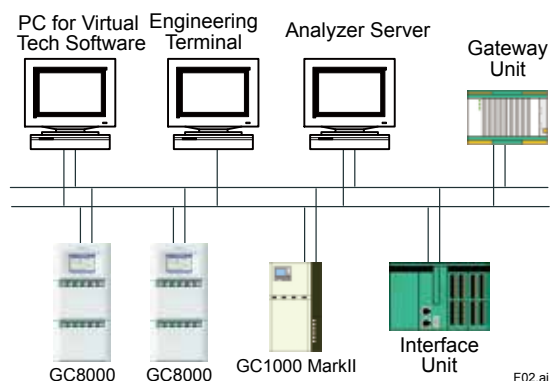 PC for Virtual
Tech Software
Engineering
Terminal
Analyzer Server
Gateway
Unit
GC8000
GC8000
GC1000 MarkII
Interface
Unit
F02.ai